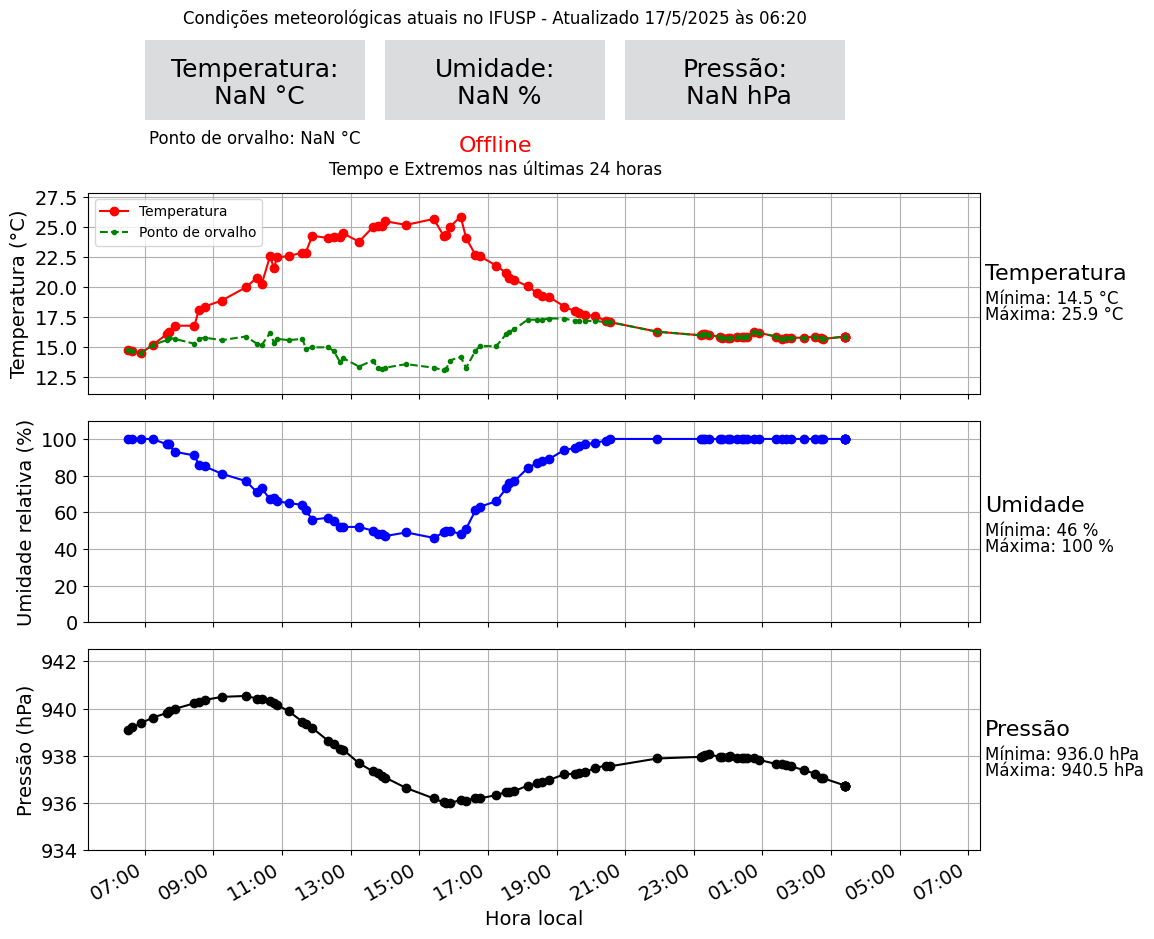 Condições meteorológicas atuais no IFUSP - Atualizado 17/5/2025 às 06:20
Temperatura:
NaN °C
Umidade:
NaN %
Pressão:
NaN hPa
Ponto de orvalho: NaN °C
Offline
Tempo e Extremos nas últimas 24 horas
Temperatura (°C)
27.5
25.0
22.5
20.0
17.5
15.0
12.5
Temperatura
Ponto de orvalho
Temperatura
Mínima: 14.5 °C
Máxima: 25.9 °C
Umidade relativa (%)
100
80
60
40
20
0
Umidade
Mínima: 46 %
Máxima: 100 %
Pressão (hPa)
942
940
938
936
934
Pressão
Mínima: 936.0 hPa
Máxima: 940.5 hPa
07:00 09:00 11:00 13:00 15:00 17:00 19:00 21:00 23:00 01:00 03:00 05:00 07:00
Hora local